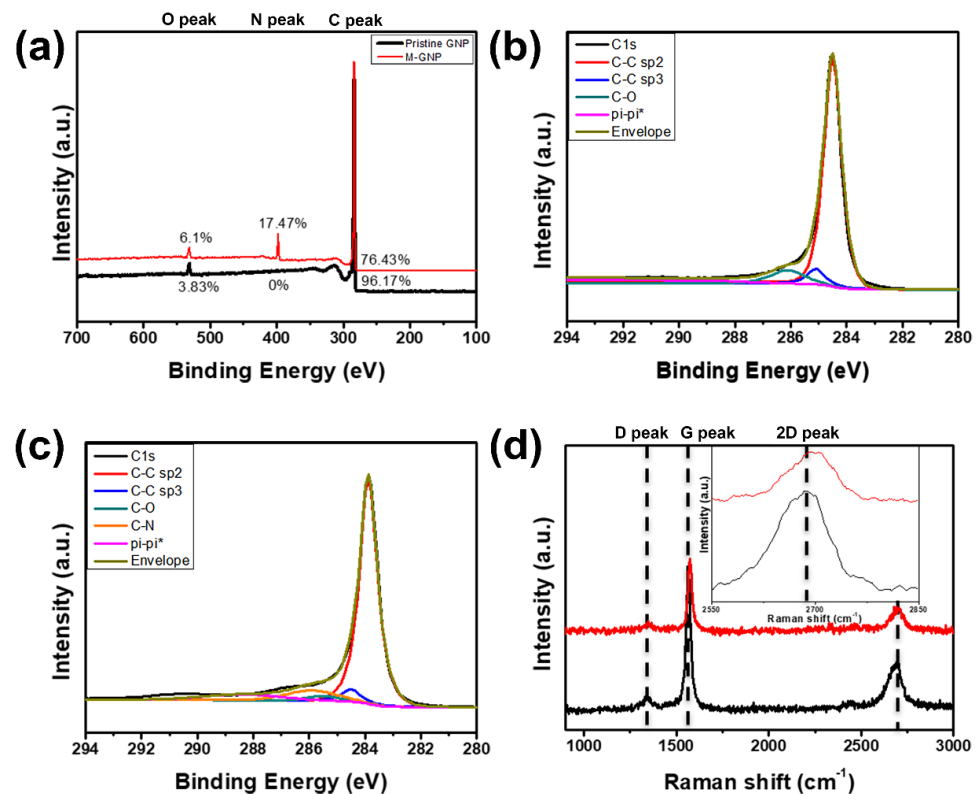 O peak N peak C peak
(a)
Pristine GNP
M-GNP
17.47%
6.1%
76.43%
3.83%
0%
96.17%
Intensity (a.u.)
700 600 500 400 300 200 100
Binding Energy (eV)
(b)
C1s
C-C sp2
C-C sp3
C-O
pi-pi*
Envelope
Intensity (a.u.)
294 292 290 288 286 284 282 280
Binding Energy (eV)
(c)
C1s
C-C sp2
C-C sp3
C-O
C-N
pi-pi*
Envelope
Intensity (a.u.)
294 292 290 288 286 284 282 280
Binding Energy (eV)
D peak G peak 2D peak
(d)
Intensity (a.u.)
2550 2700 2850
Raman shift (cm-1)
Intensity (a.u.)
1000 1500 2000 2500 3000
Raman shift (cm-1)